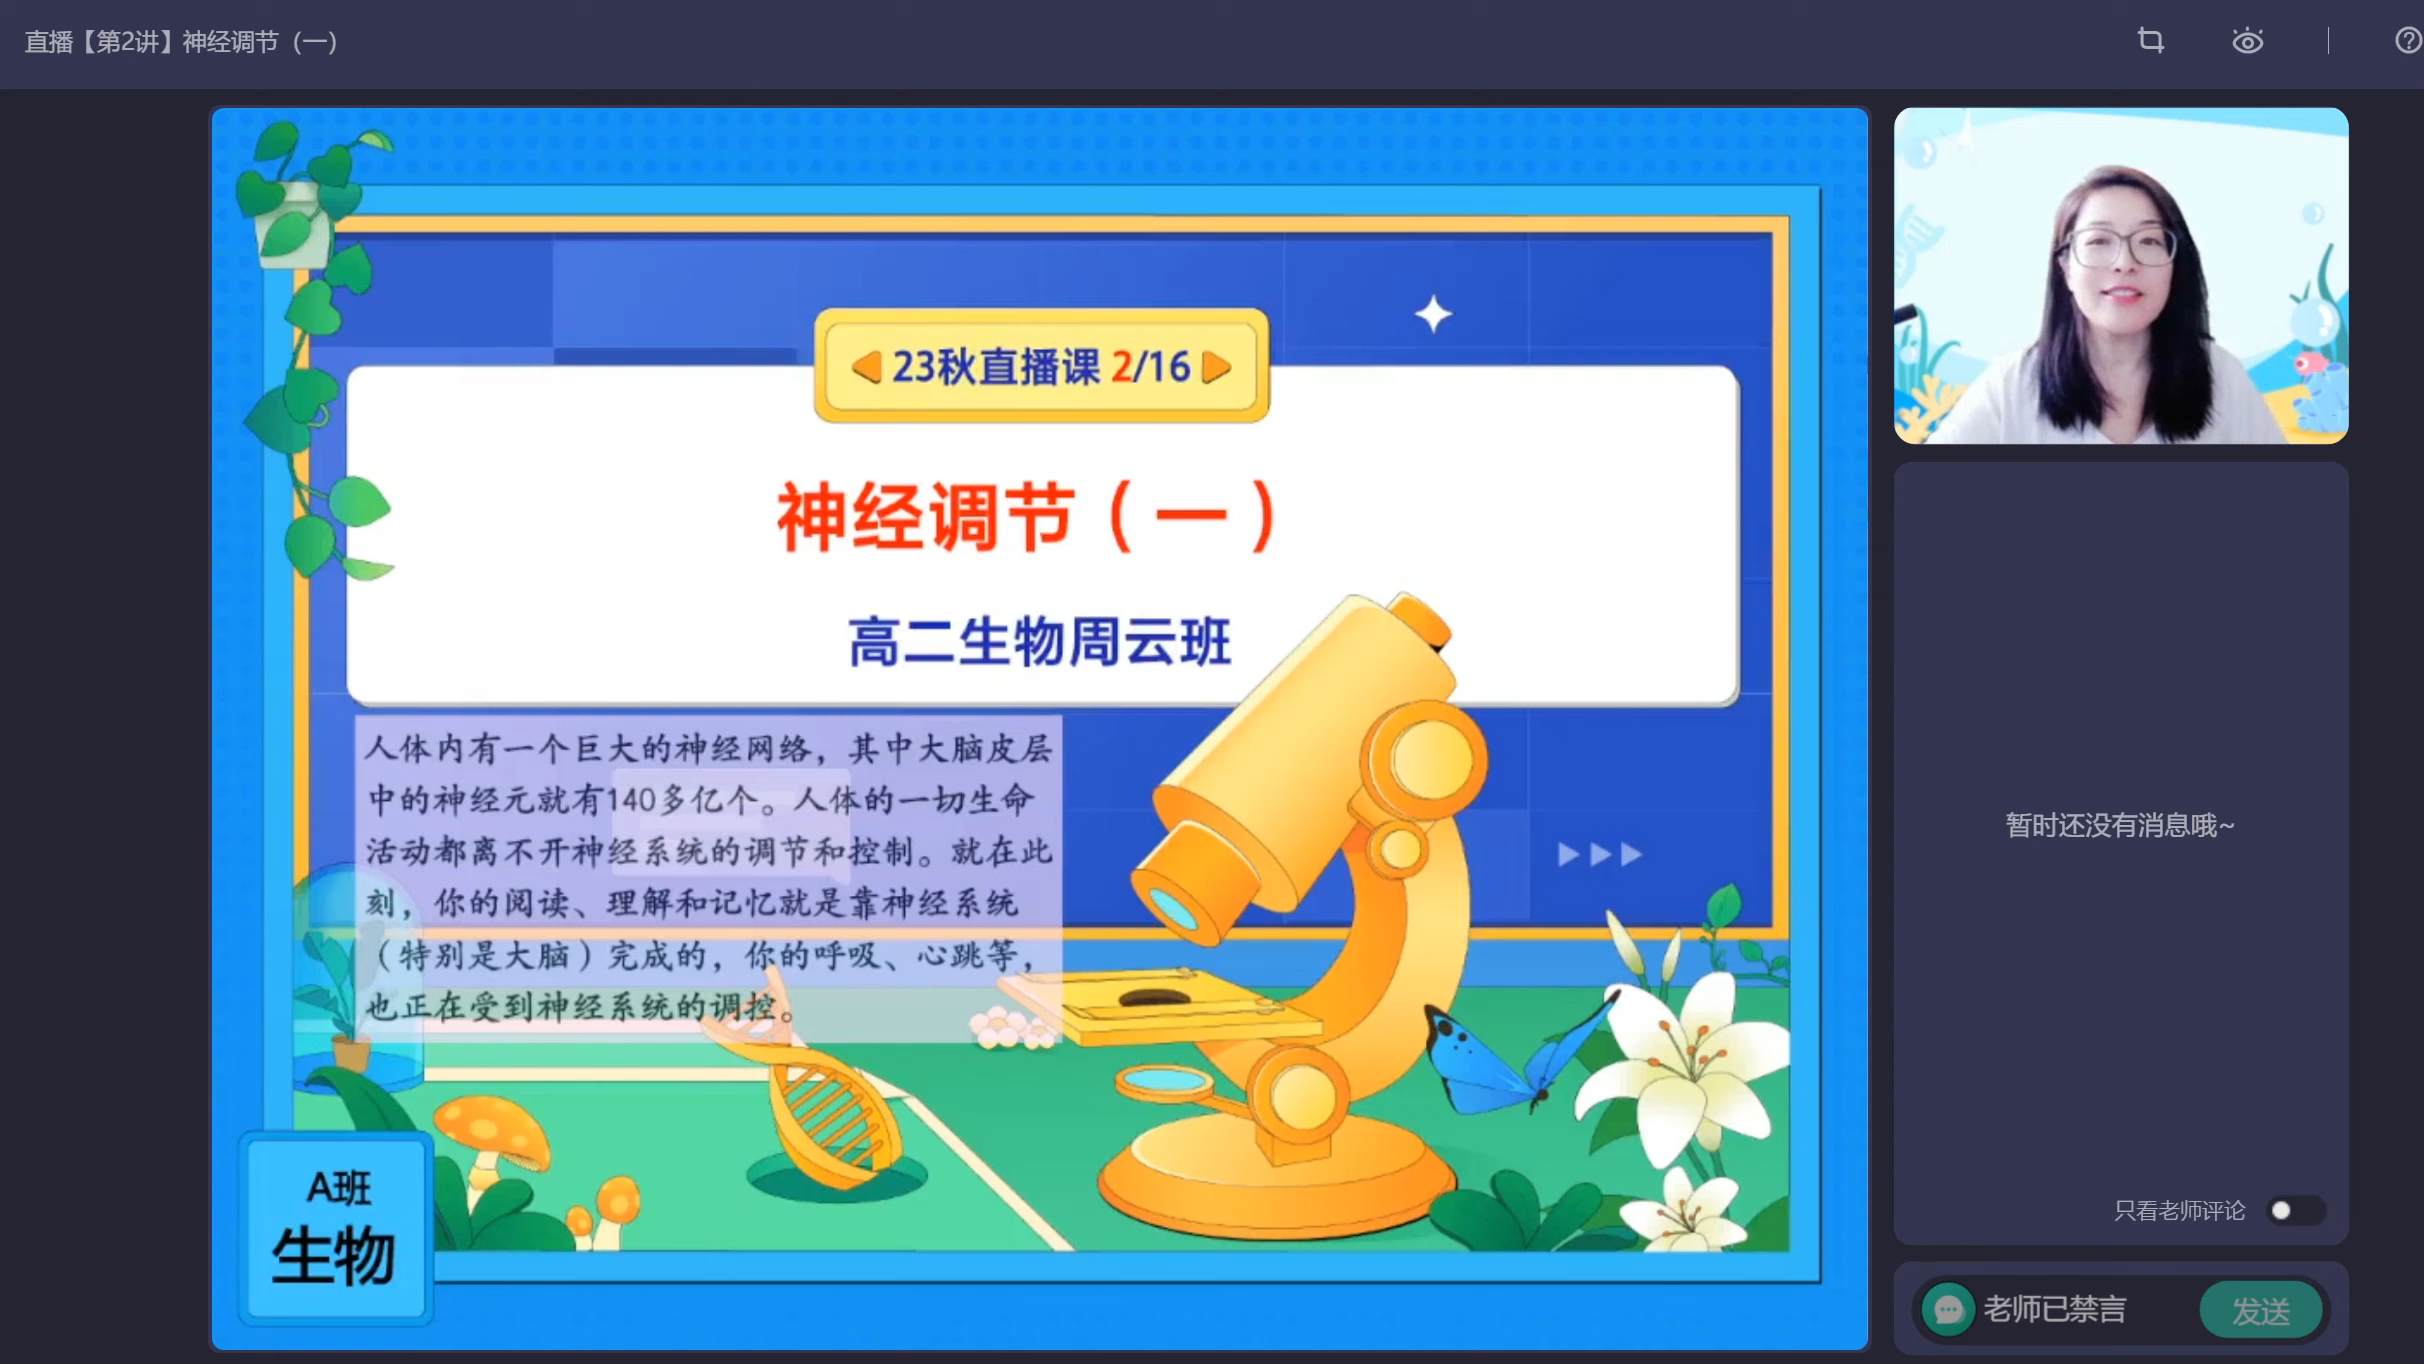 直播【第2讲】神经调节（一）
23秋直播课 2/16
神经调节（一）
高二生物周云班
人体内有一个巨大的神经网络，其中大脑皮层
中的神经元就有140多亿个。人体的一切生命
活动都离不开神经系统的调节和控制。就在此
刻，你的阅读、理解和记忆就是靠神经系统
（特别是大脑）完成的，你的呼吸、心跳等，
也正在受到神经系统的调控。
A班
生物
暂时还没有消息哦~
只看老师评论
老师已禁言
发送